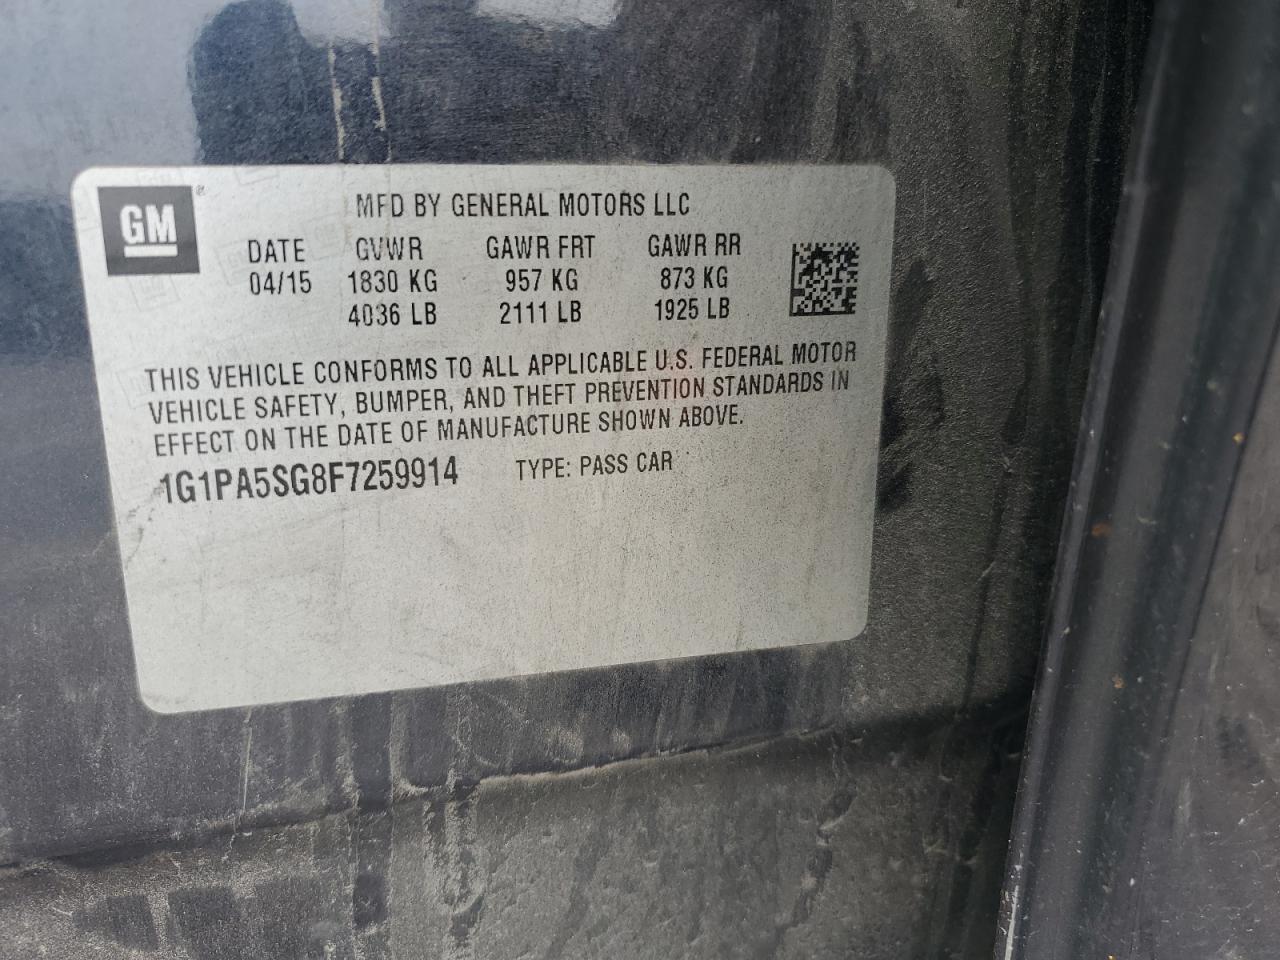 GM
MFD BY GENERAL MOTORS LLC
DATE GVWR GAWR FRT GAWR RR
04/15 1830 KG 957 KG 873 KG
4036 LB 2111 LB 1925 LB
THIS VEHICLE CONFORMS TO ALL APPLICABLE U.S. FEDERAL MOTOR
VEHICLE SAFETY, BUMPER, AND THEFT PREVENTION STANDARDS IN
EFFECT ON THE DATE OF MANUFACTURE SHOWN ABOVE.
1G1PA5SG8F7259914 TYPE: PASS CAR